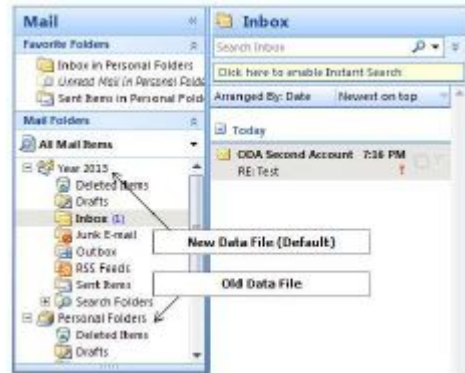 Mail
Favorite Folders
Inbox in Personal Folders
Unread Mail in Personal Folde
Sent Items in Personal Fold
Mail Folders
All Mail Items
Year 2013
Deleted Items
Drafts
Inbox (1)
Junk E-mail
Outbox
RSS Feeds
Sent Items
Search Folders
Personal Folders
Deleted Items
Drafts
Inbox
Search Inbox
Click here to enable Instant Search
Arranged By: Date Newest on top
Today
ODA Second Account 7:16 PM
RE: Test
New Data File (Default)
Old Data File